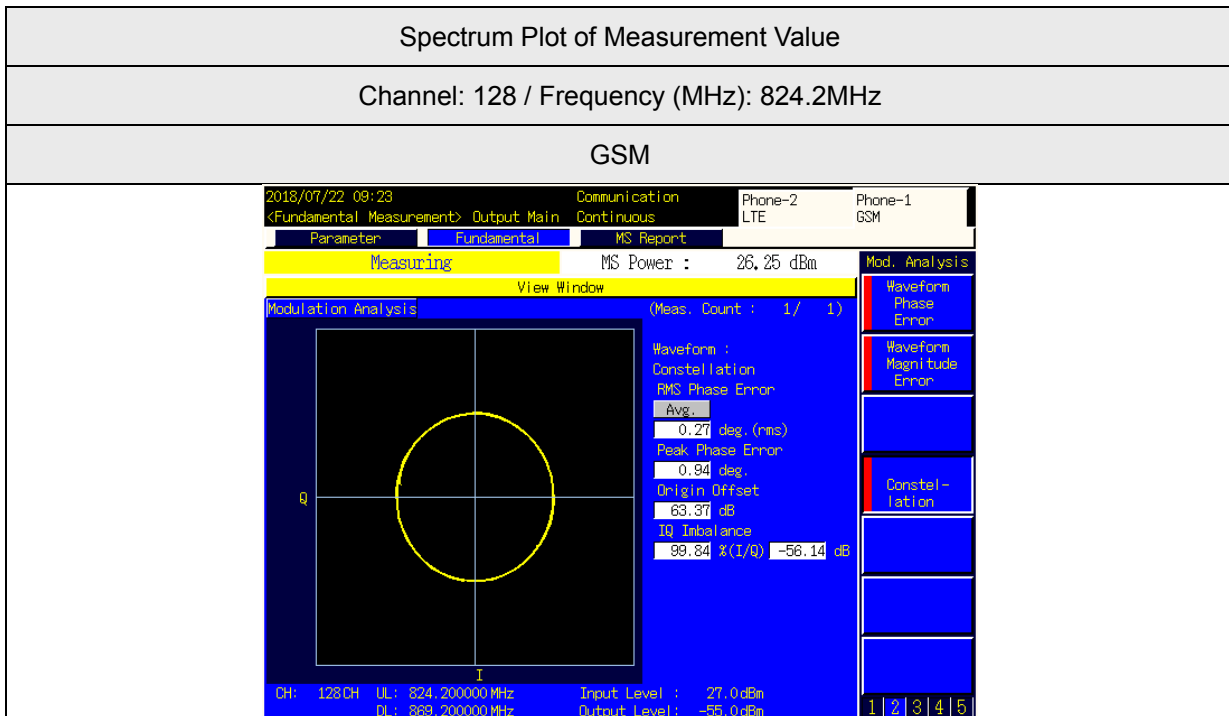 Spectrum Plot of Measurement Value
Channel: 128 / Frequency (MHz): 824.2MHz
GSM
2018/07/22 09:23 Communication Phone-2 Phone-1
<Fundamental Measurement> Output Main Continuous LTE GSM
Parameter Fundamental MS Report
Measuring MS Power : 26.25 dBm Mod. Analysis
View Window
Modulation Analysis (Meas. Count : 1/ 1)
Waveform
Phase
Error
Waveform
Magnitude
Error
Constel-
lation
Waveform :
Constellation
RMS Phase Error
Avg.
0.27 deg.(rms)
Peak Phase Error
0.94 deg.
Origin Offset
63.37 dB
IQ Imbalance
99.84 %(I/Q) -56.14 dB
Q
I
CH: 128CH UL: 824.200000MHz Input Level : 27.0dBm
DL: 869.200000MHz Output Level: -55.0dBm
1 2 3 4 5